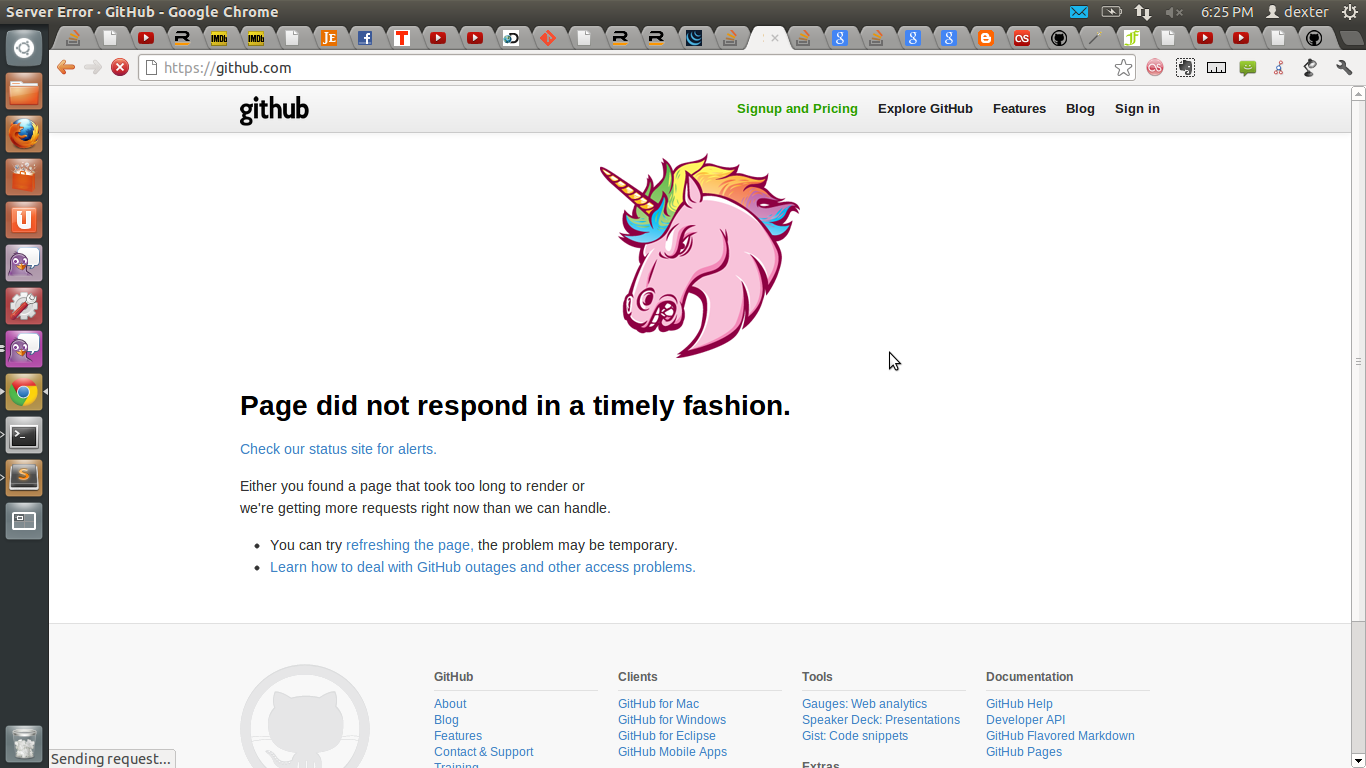 Server Error · GitHub - Google Chrome
6:25 PM
dexter
https://github.com
github
Signup and Pricing
Explore GitHub
Features
Blog
Sign in
Page did not respond in a timely fashion.
Check our status site for alerts.
Either you found a page that took too long to render or
we're getting more requests right now than we can handle.
You can try refreshing the page, the problem may be temporary.
Learn how to deal with GitHub outages and other access problems.
GitHub
About
Blog
Features
Contact & Support
Training
Clients
GitHub for Mac
GitHub for Windows
GitHub for Eclipse
GitHub Mobile Apps
Tools
Gauges: Web analytics
Speaker Deck: Presentations
Gist: Code snippets
Extras
Documentation
GitHub Help
Developer API
GitHub Flavored Markdown
GitHub Pages
Sending request...